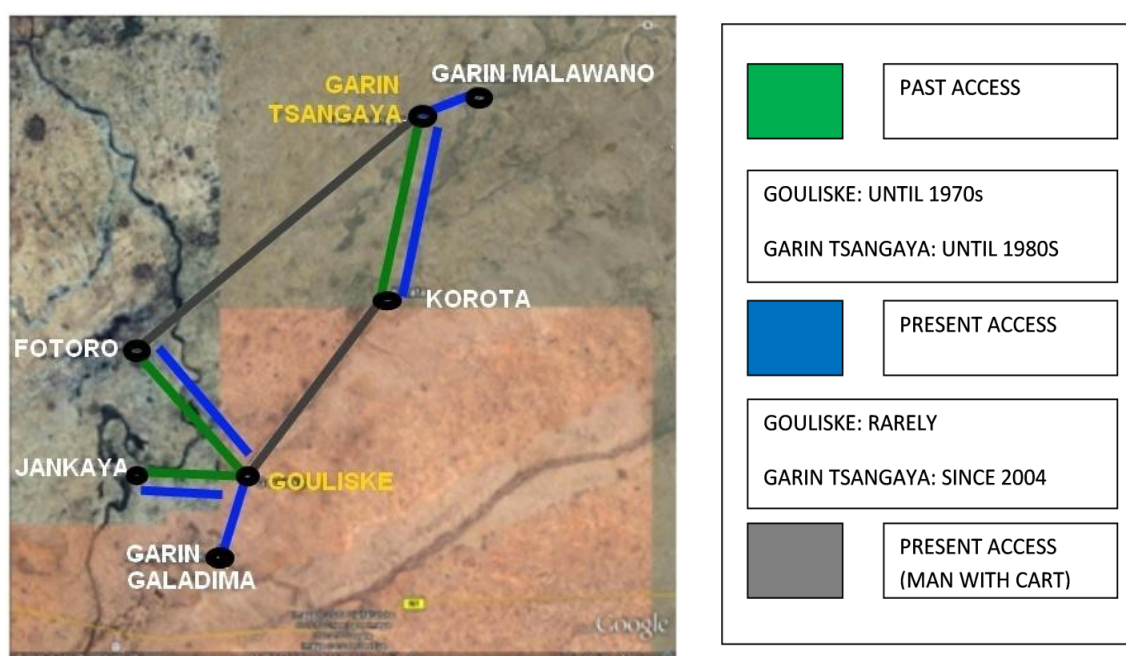 GARIN MALAWANO
GARIN
TSANGAYA
KOROTA
FOTORO
JANKAYA
GOULISKE
GARIN
GALADIMA
Google
PAST ACCESS
GOULISKE: UNTIL 1970s
GARIN TSANGAYA: UNTIL 1980S
PRESENT ACCESS
GOULISKE: RARELY
GARIN TSANGAYA: SINCE 2004
PRESENT ACCESS
(MAN WITH CART)